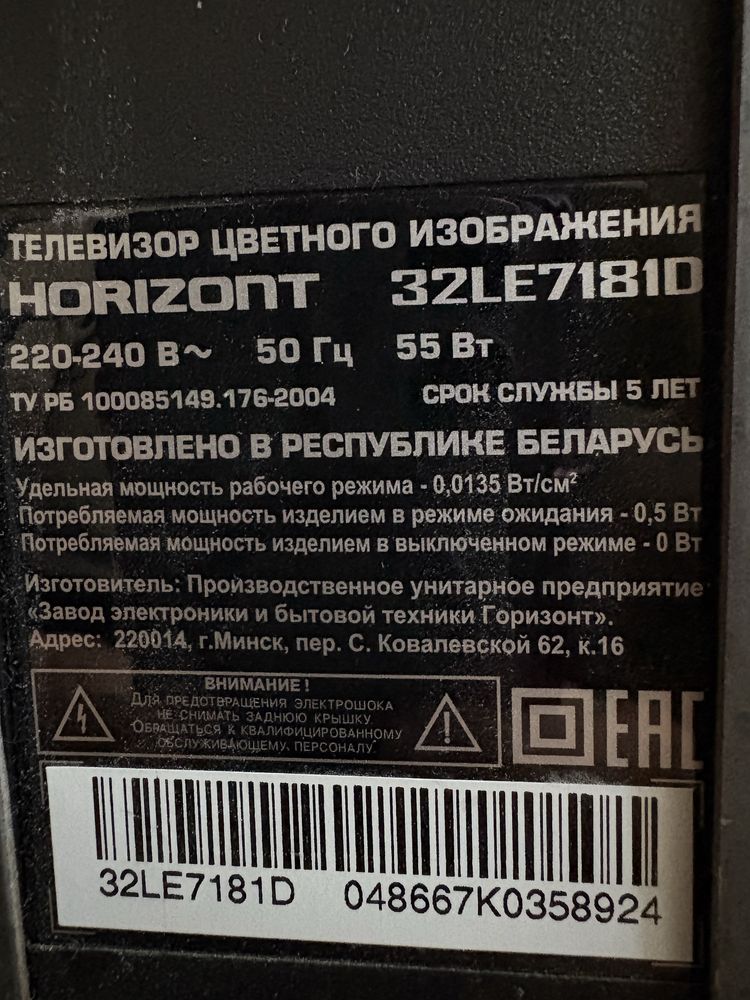 ТЕЛЕВИЗОР ЦВЕТНОГО ИЗОБРАЖЕНИЯ
HORIZONT 32LE7181D
220-240 В~ 50 Гц 55 Вт
ТУ РБ 100085149.176-2004 СРОК СЛУЖБЫ 5 ЛЕТ
ИЗГОТОВЛЕНО В РЕСПУБЛИКЕ БЕЛАРУСЬ
Удельная мощность рабочего режима - 0,0135 Вт/см²
Потребляемая мощность изделием в режиме ожидания - 0,5 Вт
Потребляемая мощность изделием в выключенном режиме - 0 Вт
Изготовитель: Производственное унитарное предприятие
«Завод электроники и бытовой техники Горизонт».
Адрес: 220014, г.Минск, пер. С. Ковалевской 62, к.16
ВНИМАНИЕ !
ДЛЯ ПРЕДОТВРАЩЕНИЯ ЭЛЕКТРОШОКА
НЕ СНИМАТЬ ЗАДНЮЮ КРЫШКУ
ОБРАЩАТЬСЯ К КВАЛИФИЦИРОВАННОМУ
ОБСЛУЖИВАЮЩЕМУ ПЕРСОНАЛУ
EAC
32LE7181D 048667K0358924